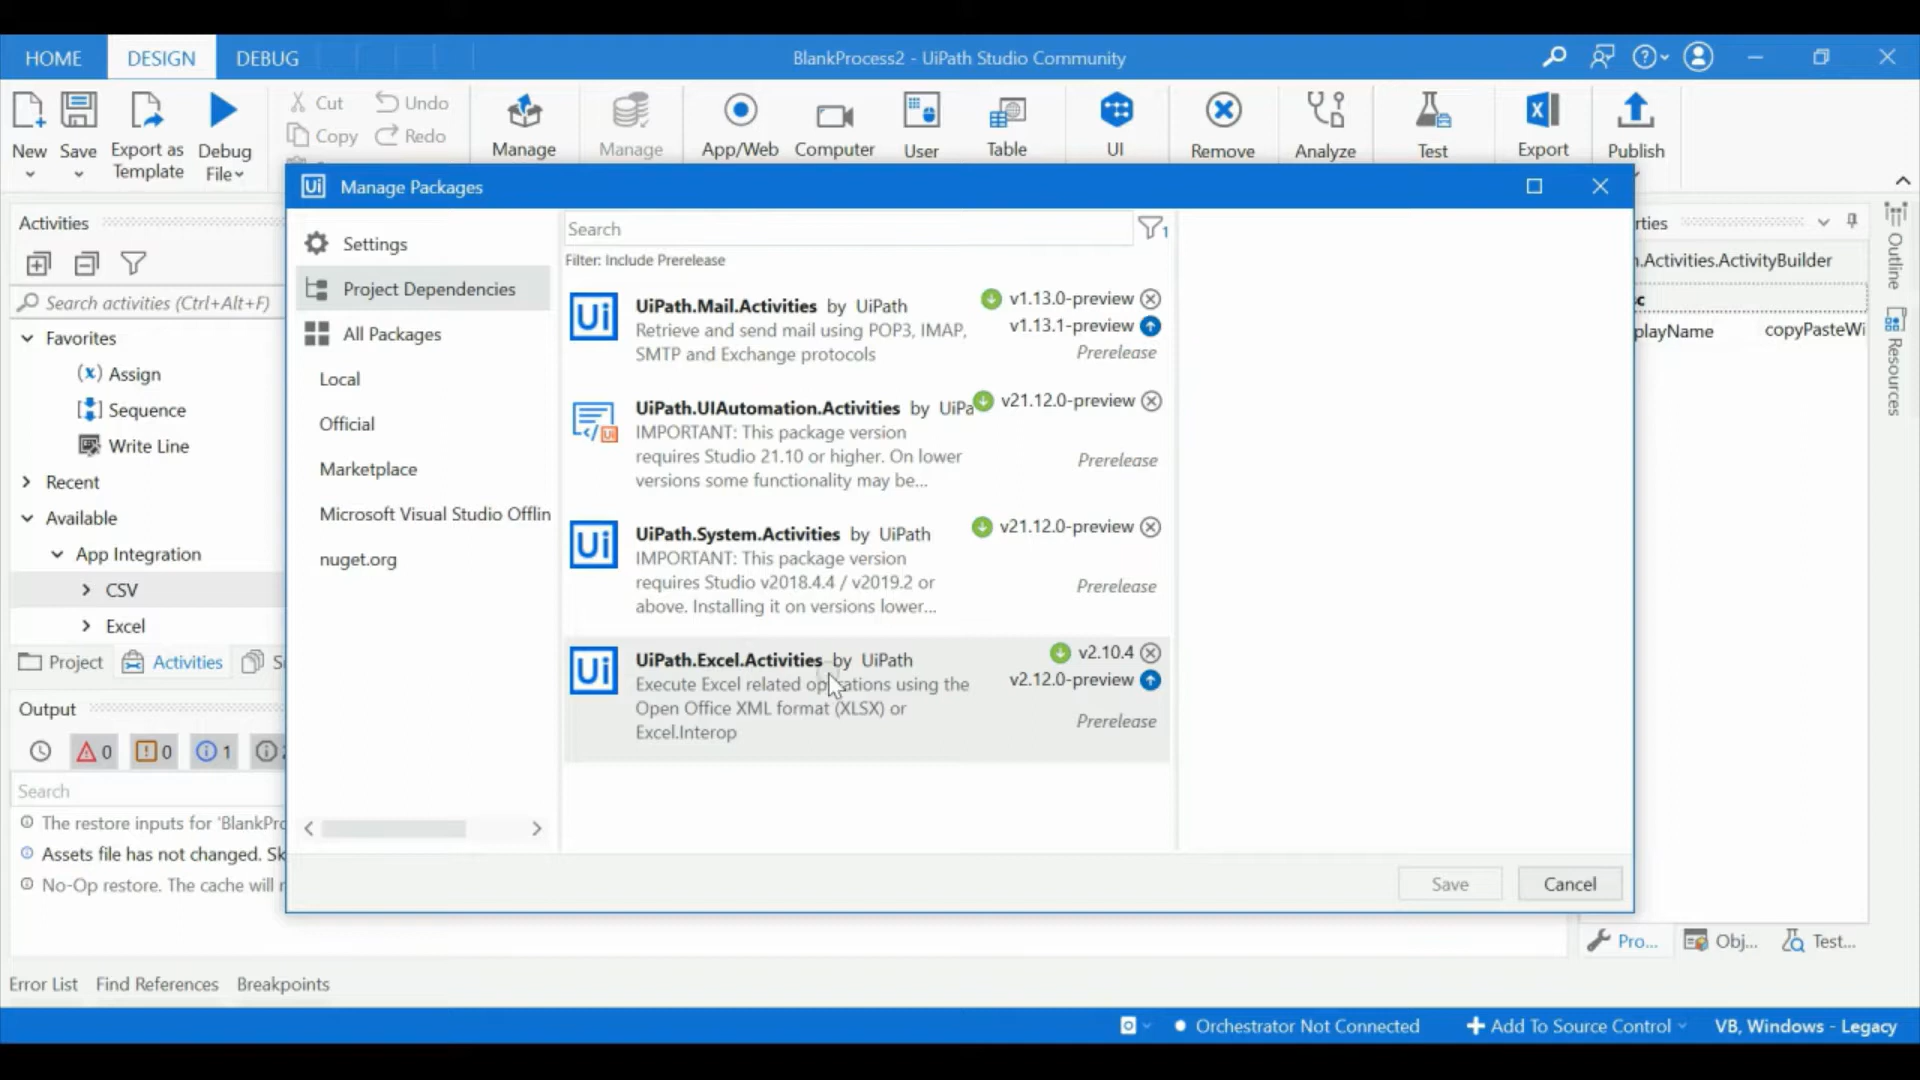 HOME DESIGN DEBUG
BlankProcess2 - UiPath Studio Community
New
Save
Export as
Template
Debug
File
Cut
Copy
Undo
Redo
Manage
Manage
App/Web
Computer
User
Table
UI
Remove
Analyze
Test
Export
Publish
Activities
Search activities (Ctrl+Alt+F)
Favorites
Assign
Sequence
Write Line
Recent
Available
App Integration
CSV
Excel
Project
Activities
Output
0
0
1
Search
The restore inputs for 'BlankPro
Assets file has not changed. Sk
No-Op restore. The cache will
Error List Find References Breakpoints
Ui Manage Packages
Settings
Project Dependencies
All Packages
Local
Official
Marketplace
Microsoft Visual Studio Offlin
nuget.org
Search
1
Filter: Include Prerelease
Ui
UiPath.Mail.Activities by UiPath
Retrieve and send mail using POP3, IMAP,
SMTP and Exchange protocols
v1.13.0-preview
v1.13.1-preview
Prerelease
UiPath.UIAutomation.Activities by UiPa
IMPORTANT: This package version
requires Studio 21.10 or higher. On lower
versions some functionality may be...
v21.12.0-preview
Prerelease
Ui
UiPath.System.Activities by UiPath
IMPORTANT: This package version
requires Studio v2018.4.4 / v2019.2 or
above. Installing it on versions lower...
v21.12.0-preview
Prerelease
Ui
UiPath.Excel.Activities by UiPath
Execute Excel related operations using the
Open Office XML format (XLSX) or
Excel.Interop
v2.10.4
v2.12.0-preview
Prerelease
Save
Cancel
rties
.Activities.ActivityBuilder
sc
playName copyPasteWi
Outline
Resources
Pro...
Obj...
Test...
Orchestrator Not Connected
Add To Source Control
VB, Windows - Legacy